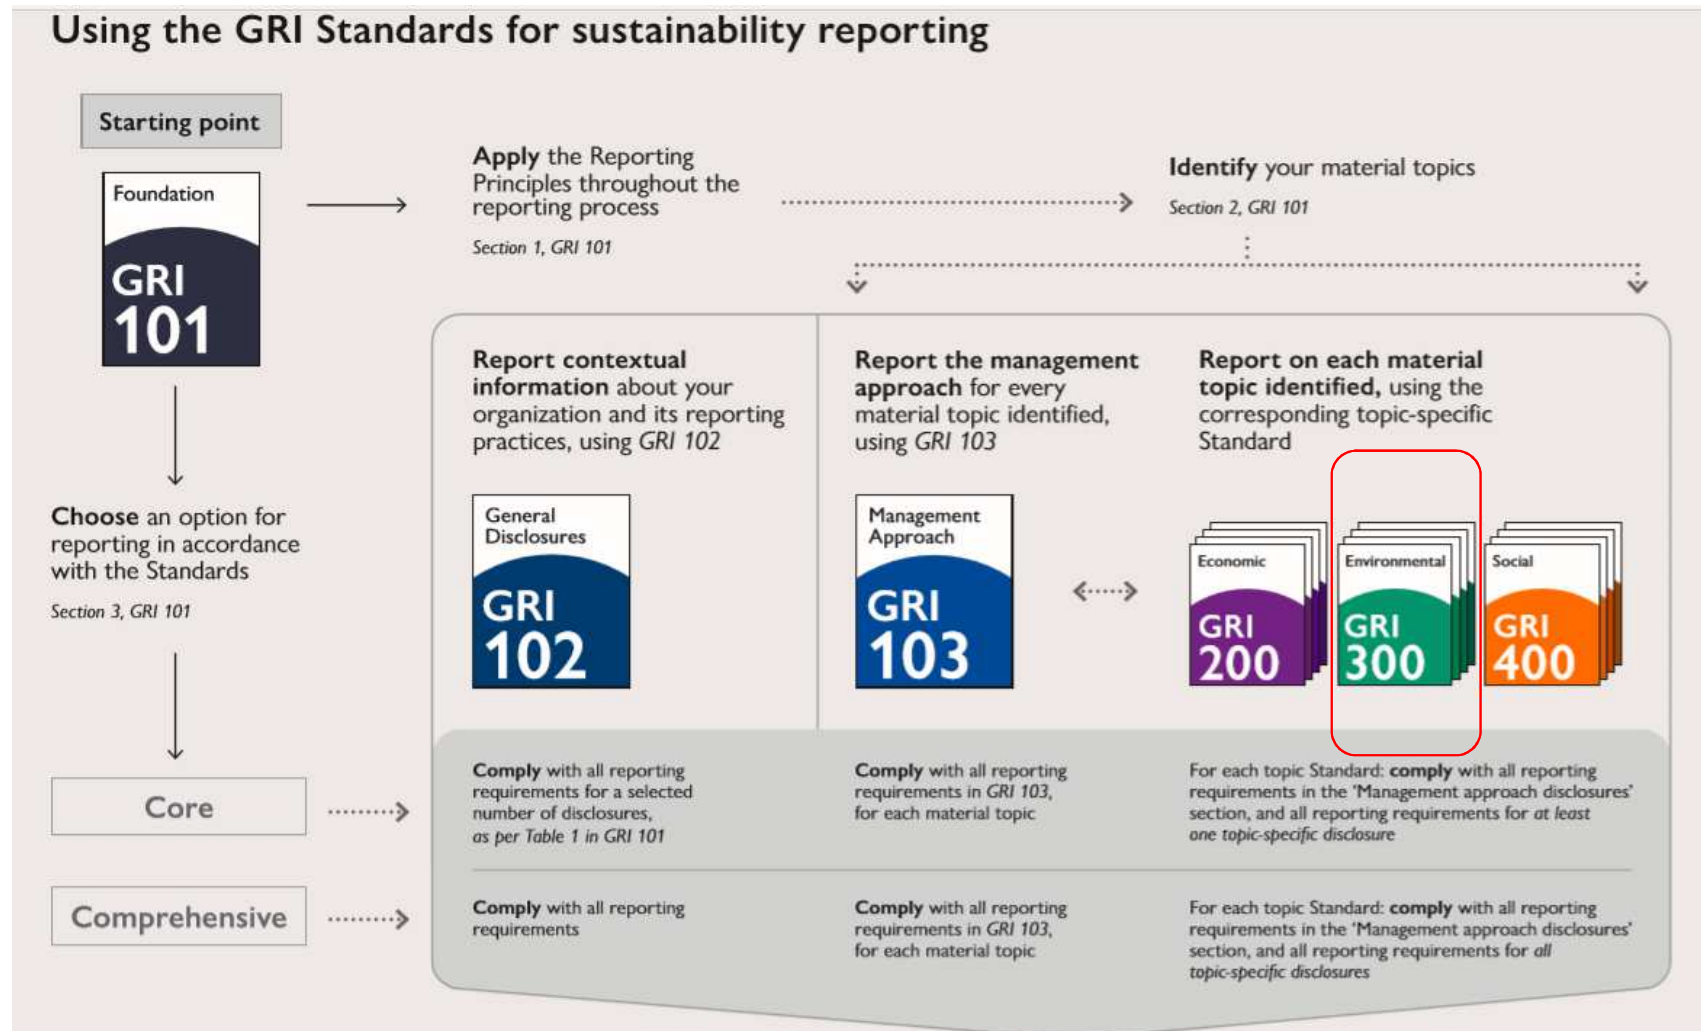 Using the GRI Standards for sustainability reporting
Starting point
Foundation
GRI
101
Apply the Reporting
Principles throughout the
reporting process
Section 1, GRI 101
Identify your material topics
Section 2, GRI 101
Choose an option for
reporting in accordance
with the Standards
Section 3, GRI 101
Report contextual
information about your
organization and its reporting
practices, using GRI 102
General
Disclosures
GRI
102
Report the management
approach for every
material topic identified,
using GRI 103
Management
Approach
GRI
103
Report on each material
topic identified, using the
corresponding topic-specific
Standard
Economic
GRI
200
Environmental
GRI
300
Social
GRI
400
Core
Comply with all reporting
requirements for a selected
number of disclosures,
as per Table 1 in GRI 101
Comply with all reporting
requirements in GRI 103,
for each material topic
For each topic Standard: comply with all reporting
requirements in the 'Management approach disclosures'
section, and all reporting requirements for at least
one topic-specific disclosure
Comprehensive
Comply with all reporting
requirements
Comply with all reporting
requirements in GRI 103,
for each material topic
For each topic Standard: comply with all reporting
requirements in the 'Management approach disclosures'
section, and all reporting requirements for all
topic-specific disclosures